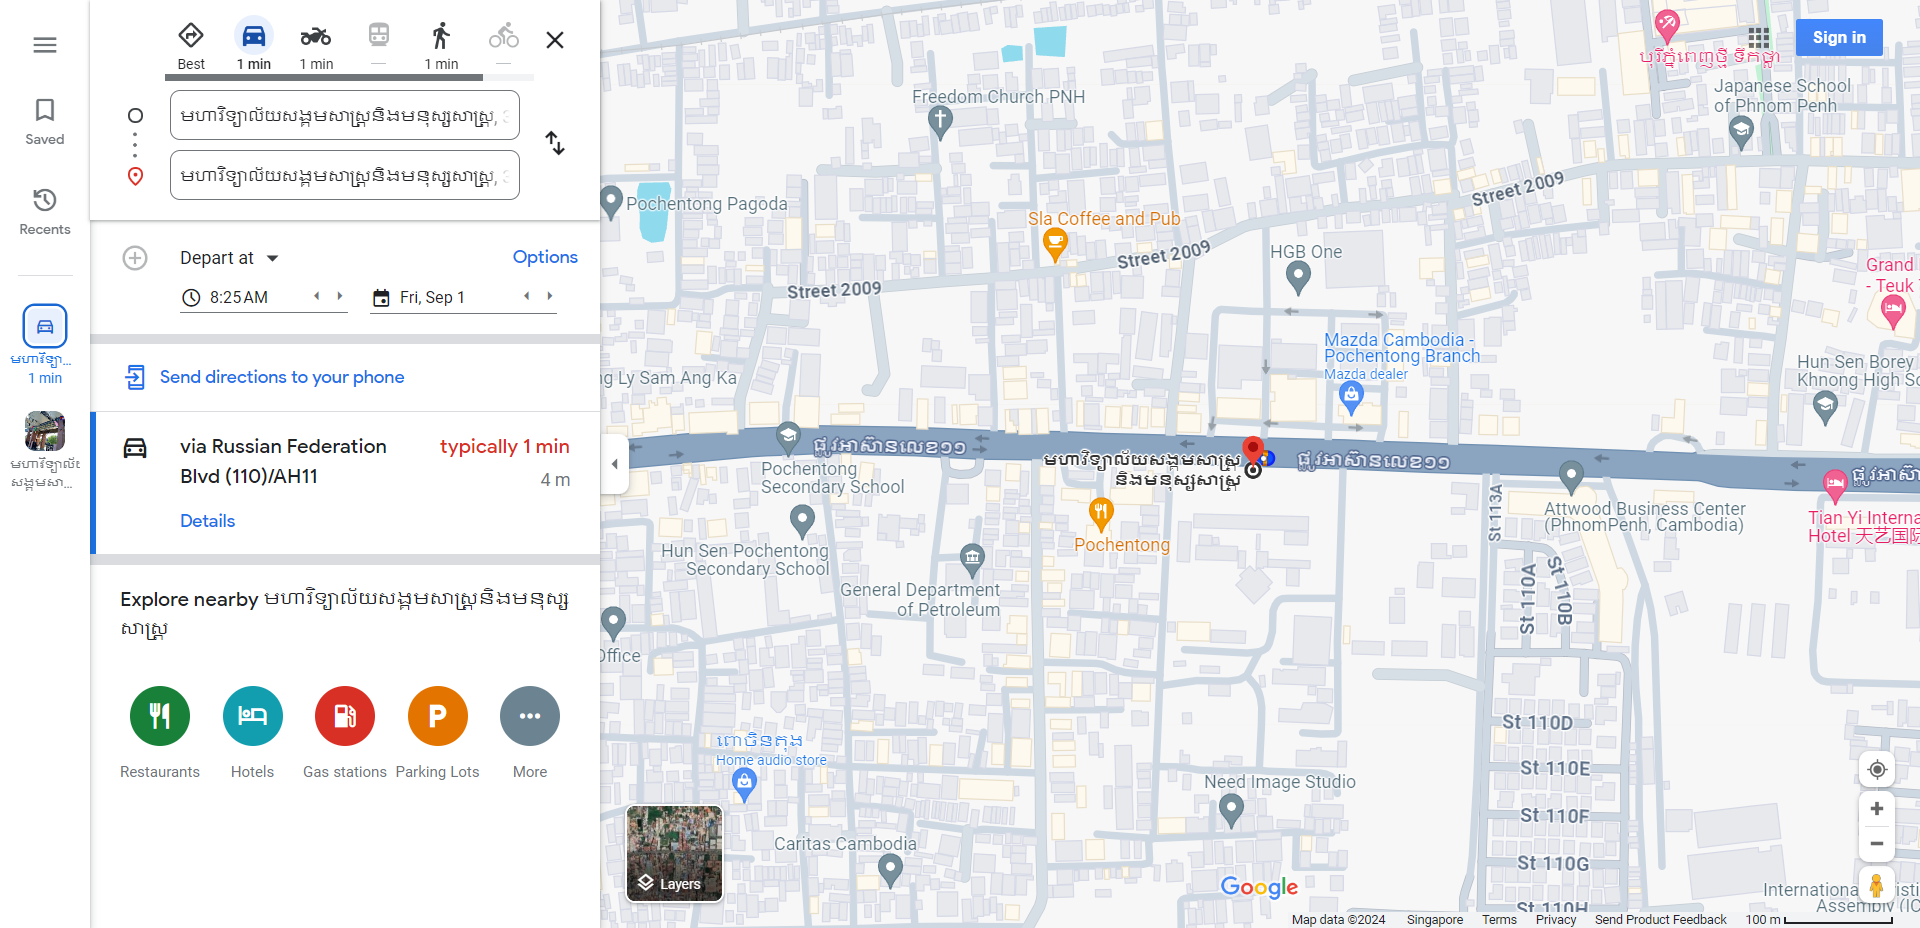 Best
1 min
1 min
—
1 min
—
Saved
Recents
មហាវិទ្យា...
1 min
មហាវិទ្យាល័យសង្គមសាស្ត្រនិងមនុស្សសាស្ត្រ,
មហាវិទ្យាល័យសង្គមសាស្ត្រនិងមនុស្សសាស្ត្រ,
Depart at
Options
8:25 AM
Fri, Sep 1
Send directions to your phone
via Russian Federation
Blvd (110)/AH11
typically 1 min
4 m
Details
Explore nearby មហាវិទ្យាល័យសង្គមសាស្ត្រនិងមនុស្ស
សាស្ត្រ
Restaurants
Hotels
Gas stations
Parking Lots
More
មហាវិទ្យាល័
សង្គមសា...
Sign in
បុរីភ្នំពេញថ្មី ទឹកថ្លា
Japanese School
of Phnom Penh
Freedom Church PNH
Pochentong Pagoda
Sla Coffee and Pub
Street 2009
Street 2009
Street 2009
HGB One
Grand
- Teuk
Mazda Cambodia -
Pochentong Branch
Mazda dealer
Hun Sen Borey
Khnong High Sc
ng Ly Sam Ang Ka
ផ្លូវអាស៊ានលេខ១១
មហាវិទ្យាល័យសង្គមសាស្ត្រ
និងមនុស្សសាស្ត្រ
ផ្លូវអាស៊ានលេខ១១
ផ្លូវអាស៊ាន
Pochentong
Secondary School
Attwood Business Center
(PhnomPenh, Cambodia)
Tian Yi Interna
Hotel 天艺国际
St 113A
Pochentong
Hun Sen Pochentong
Secondary School
General Department
of Petroleum
St 110A
St 110B
Office
St 110D
ពោចិនតុង
Home audio store
St 110E
Need Image Studio
St 110F
Caritas Cambodia
St 110G
Layers
Google
International
isti
Assembly (IC
St 110H
Map data ©2024
Singapore
Terms
Privacy
Send Product Feedback
100 m